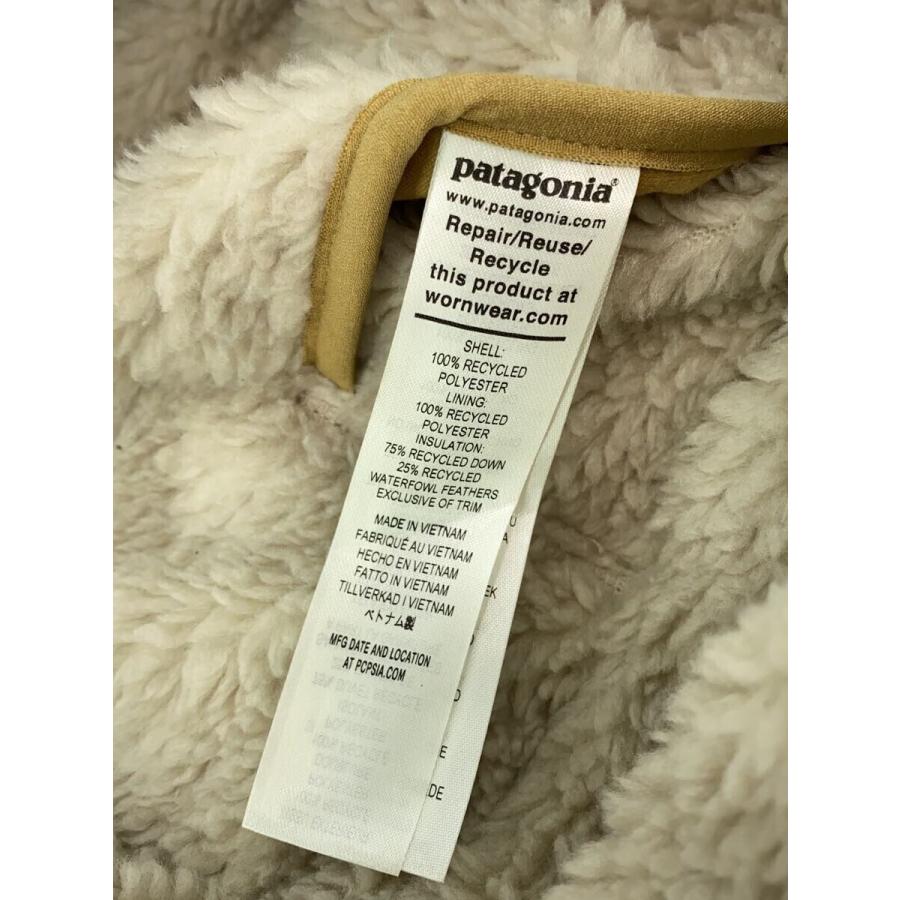 patagonia®
www.patagonia.com
Repair/Reuse/
Recycle
this product at
wornwear.com
SHELL:
100% RECYCLED
POLYESTER
LINING:
100% RECYCLED
POLYESTER
INSULATION:
75% RECYCLED DOWN
25% RECYCLED
WATERFOWL FEATHERS
EXCLUSIVE OF TRIM
MADE IN VIETNAM
FABRIQUÉ AU VIETNAM
HECHO EN VIETNAM
FATTO IN VIETNAM
TILLVERKAD I VIETNAM
ベトナム製
MFG DATE AND LOCATION
AT PCPSIA.COM